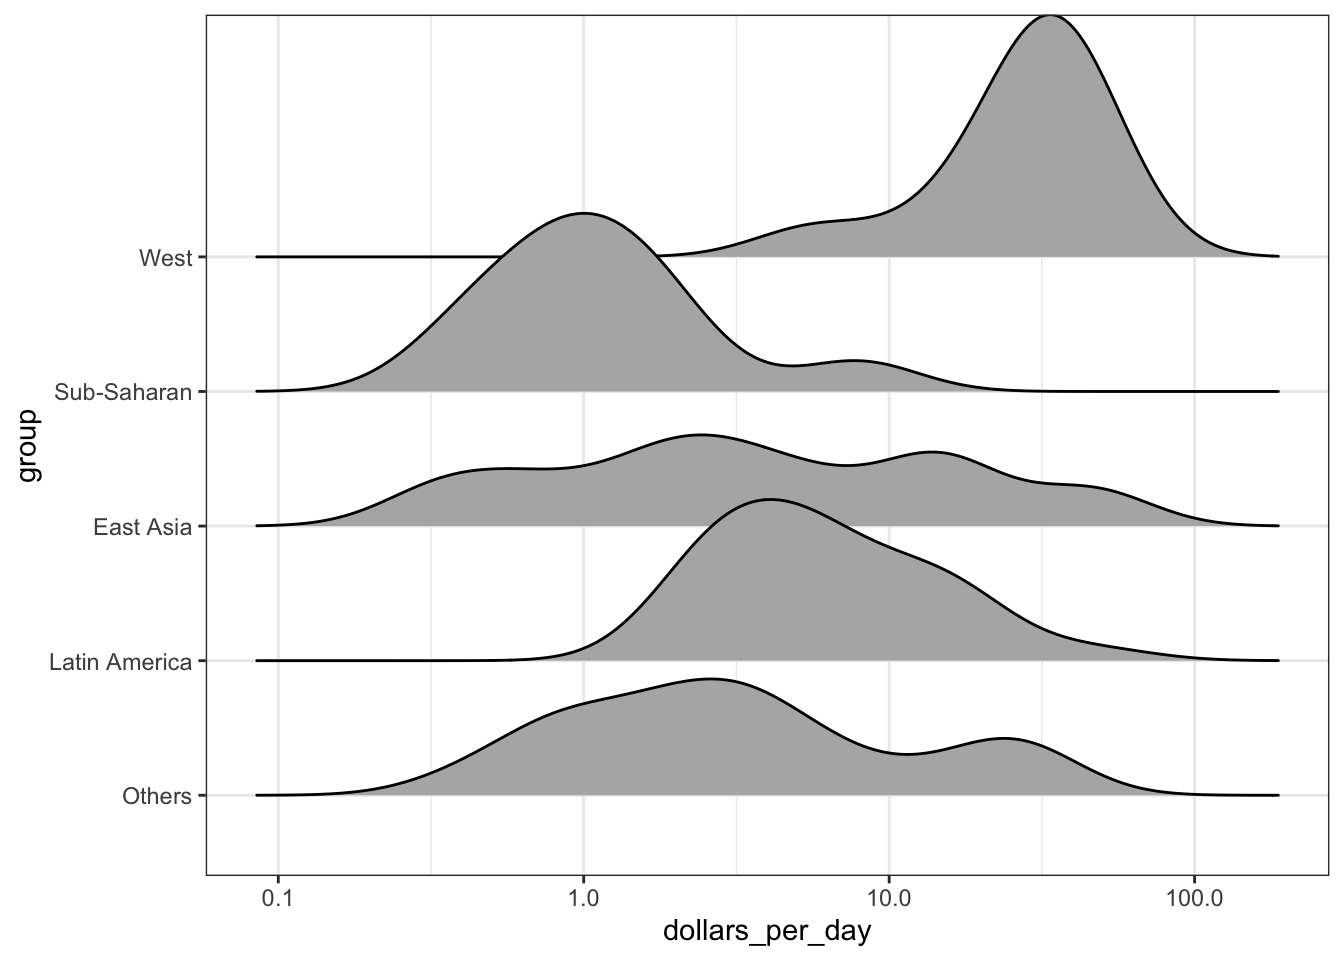 West
Sub-Saharan
East Asia
Latin America
Others
group
0.1 1.0 10.0 100.0
dollars_per_day